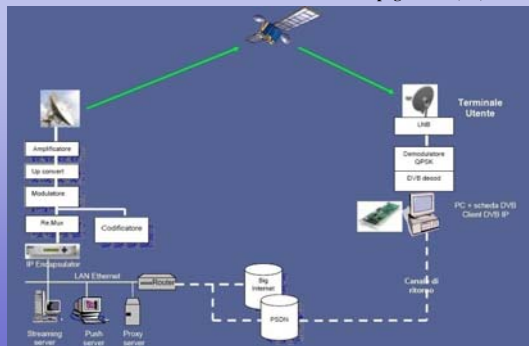 Terminale
Utente
LNB
Amplificatore
Up convert
Modulatore
Re.Mux
Codificatore
IP Encapsulator
Demodulatore
QPSK
DVB decod
PC + scheda DVB
Client DVB IP
LAN Ethernet
Router
Big
Internet
PSDN
Canale di
ritorno
Streaming
server
Push
server
Proxy
server